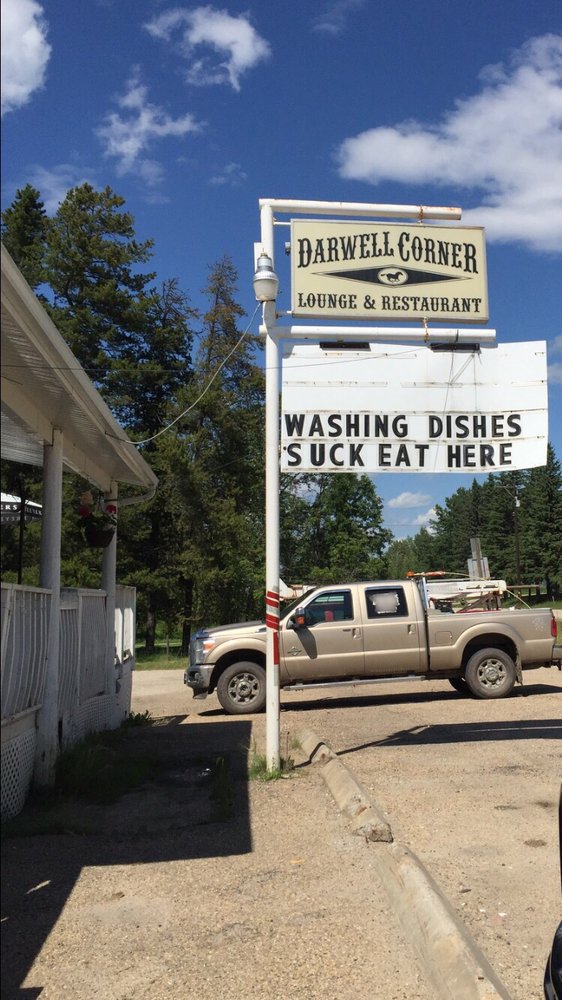 DARWELL CORNER
LOUNGE & RESTAURANT
WASHING DISHES
SUCK EAT HERE